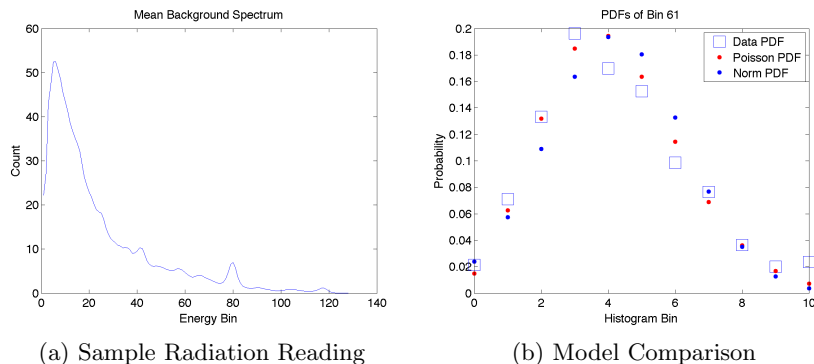 Mean Background Spectrum
60
50
40
30
20
10
0
Count
0 20 40 60 80 100 120 140
Energy Bin
(a) Sample Radiation Reading
PDFs of Bin 61
0.2
0.18
0.16
0.14
0.12
0.1
0.08
0.06
0.04
0.02
0
Probability
Data PDF
Poisson PDF
Norm PDF
0 2 4 6 8 10
Histogram Bin
(b) Model Comparison